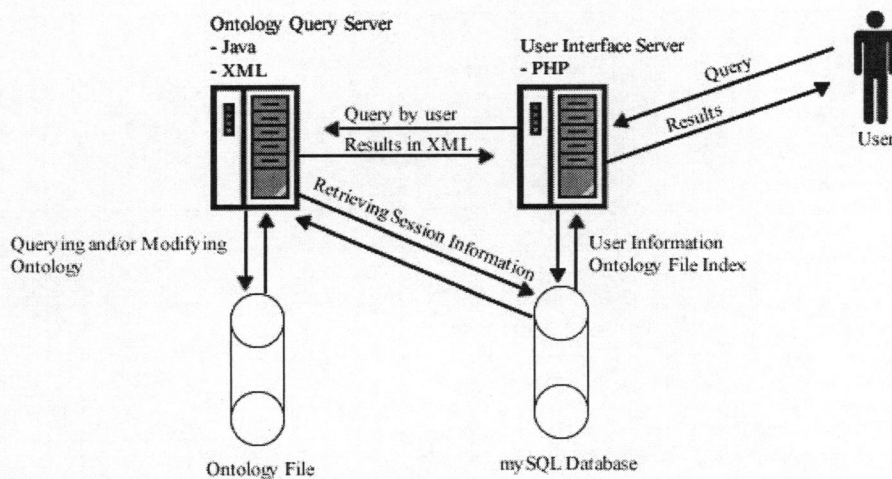 Ontology Query Server
- Java
- XML
User Interface Server
- PHP
Query
Results
User
Query by user
Results in XML
Retrieving Session Information
Querying and/or Modifying
Ontology
User Information
Ontology File Index
Ontology File
mySQL Database